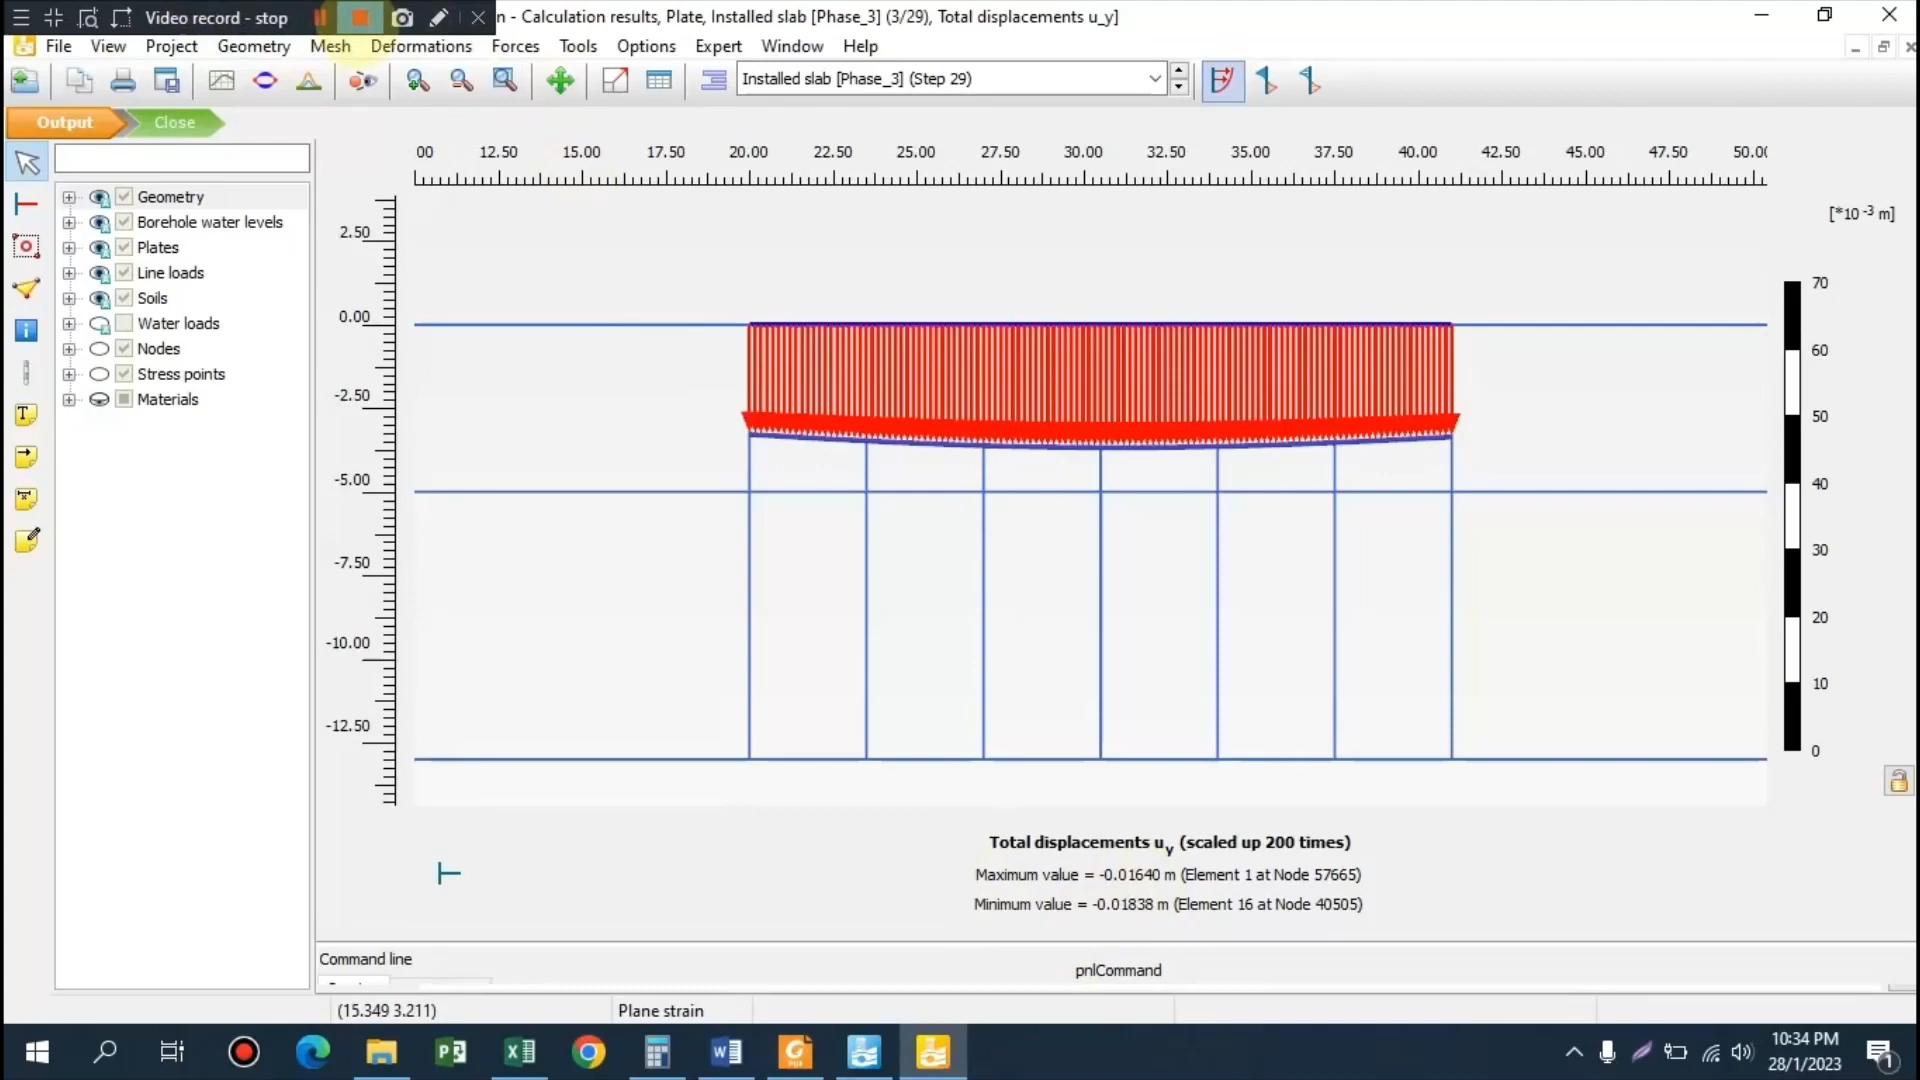 Video record - stop
n - Calculation results, Plate, Installed slab [Phase_3] (3/29), Total displacements u_y]
File View Project Geometry Mesh Deformations Forces Tools Options Expert Window Help
Installed slab [Phase_3] (Step 29)
Output Close
00 12.50 15.00 17.50 20.00 22.50 25.00 27.50 30.00 32.50 35.00 37.50 40.00 42.50 45.00 47.50 50.0
Geometry
Borehole water levels
Plates
Line loads
Soils
Water loads
Nodes
Stress points
Materials
2.50
0.00
-2.50
-5.00
-7.50
-10.00
-12.50
[*10 -3 m]
70
60
50
40
30
20
10
0
Total displacements uy (scaled up 200 times)
Maximum value = -0.01640 m (Element 1 at Node 57665)
Minimum value = -0.01838 m (Element 16 at Node 40505)
Command line
pnlCommand
(15.349 3.211) Plane strain
10:34 PM
28/1/2023
1